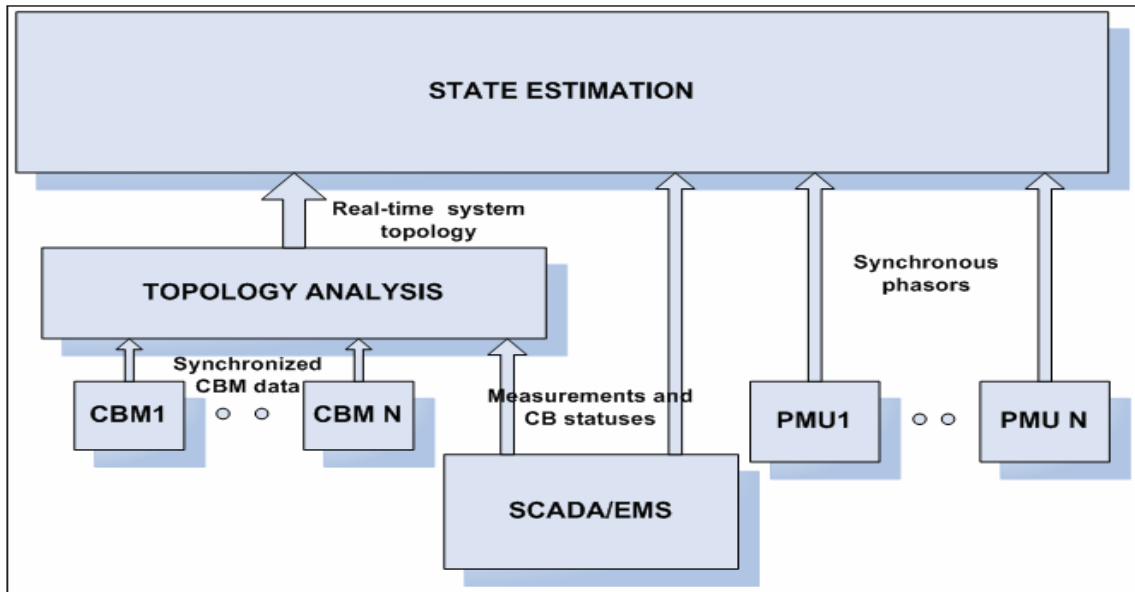 STATE ESTIMATION
Real-time system
topology
TOPOLOGY ANALYSIS
Synchronous
phasors
Synchronized
CBM data
CBM1
CBM N
Measurements and
CB statuses
PMU1
PMU N
SCADA/EMS